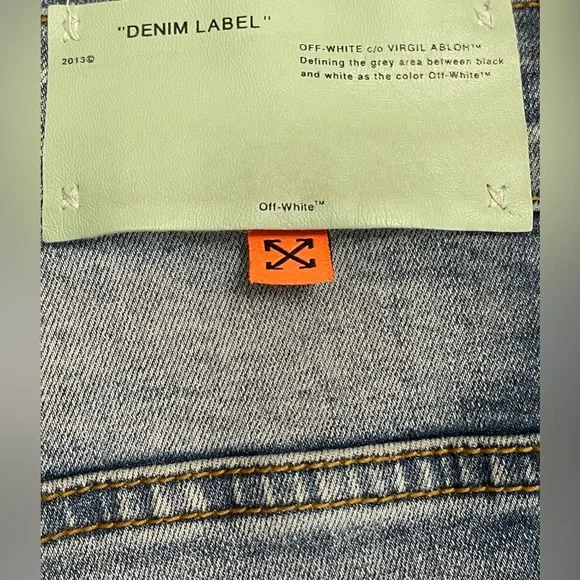 "DENIM LABEL"
2013©
OFF-WHITE c/o VIRGIL ABLOH™
Defining the grey area between black
and white as the color Off-White™
Off-White™